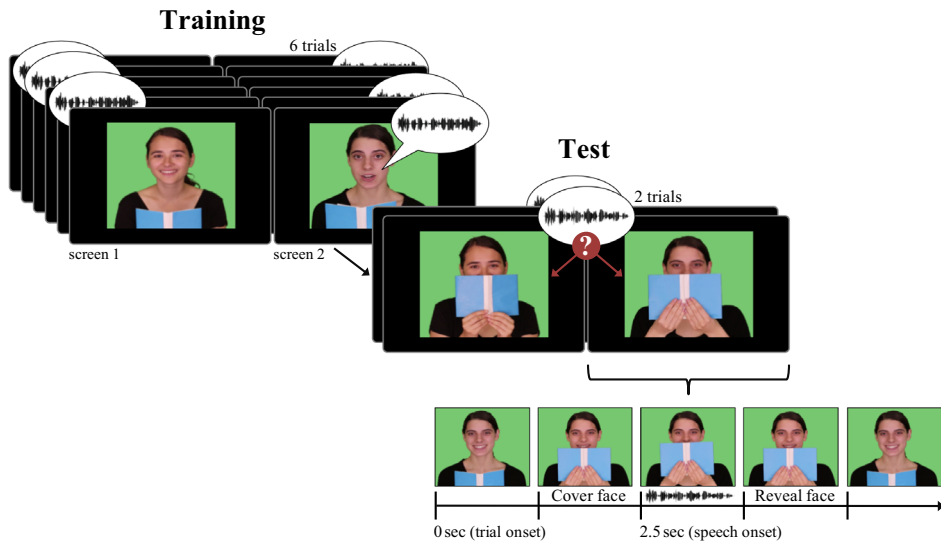 Training
6 trials
screen 1
screen 2
Test
2 trials
?
Cover face
Reveal face
0 sec (trial onset)
2.5 sec (speech onset)